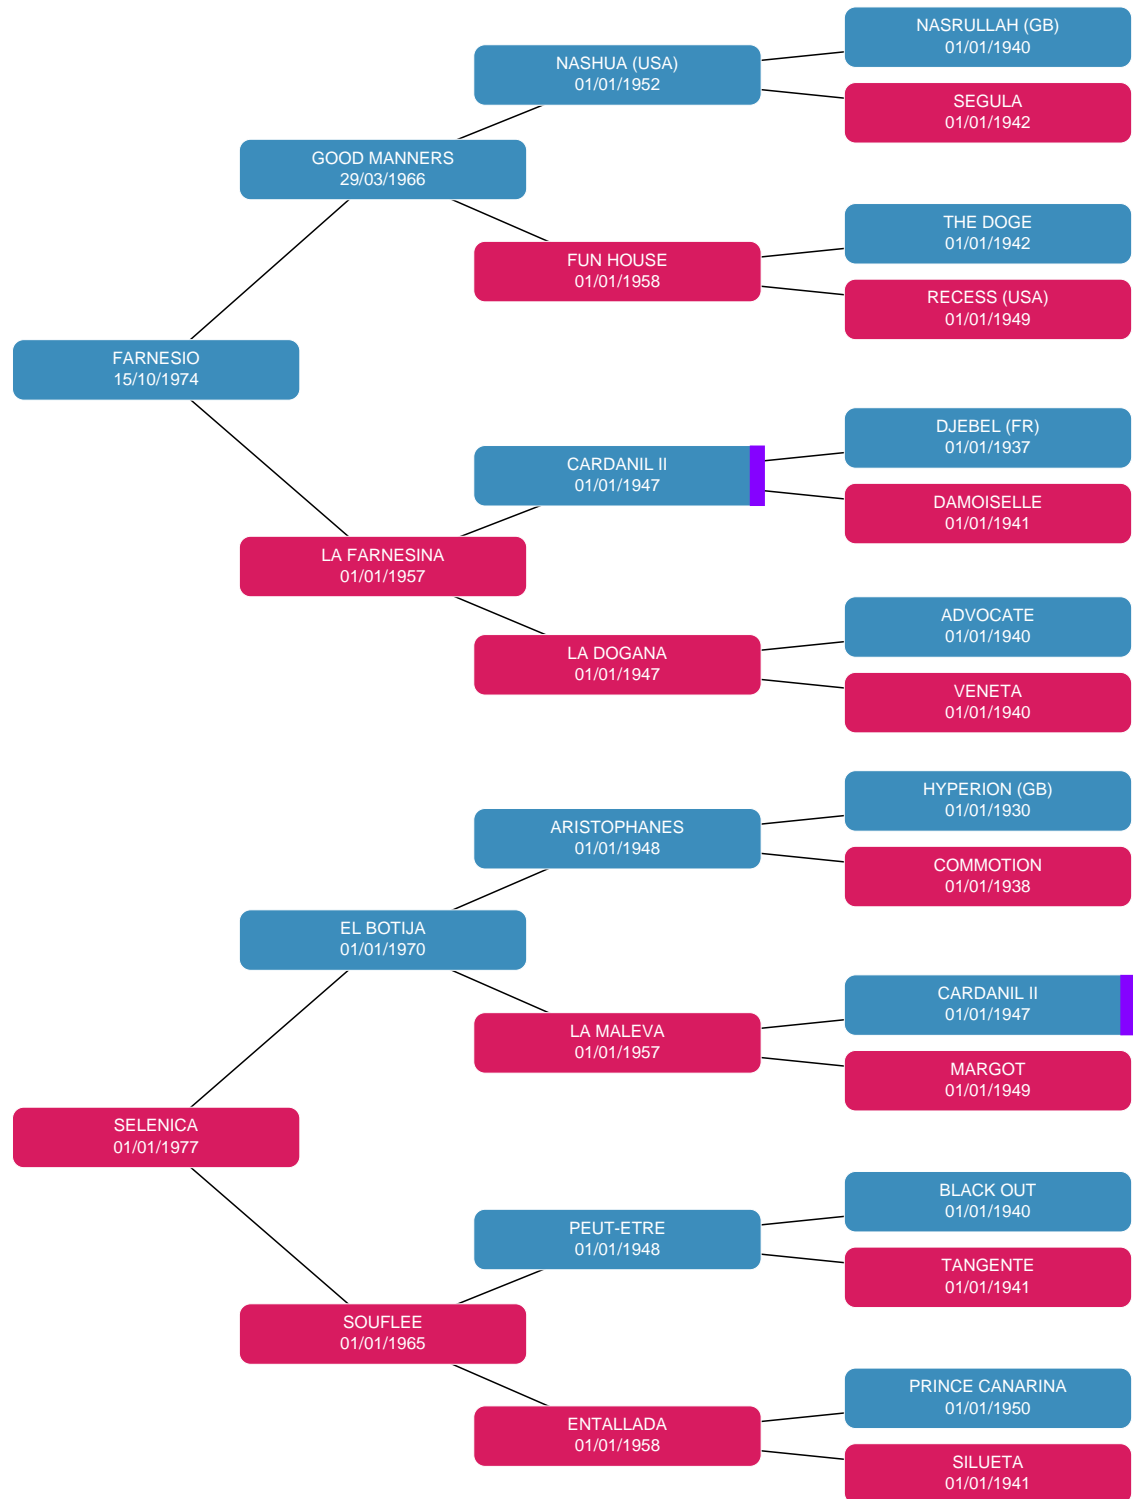 NASRULLAH (GB)
01/01/1940
NASHUA (USA)
01/01/1952
SEGULA
01/01/1942
GOOD MANNERS
29/03/1966
THE DOGE
01/01/1942
FUN HOUSE
01/01/1958
RECESS (USA)
01/01/1949
FARNESIO
15/10/1974
DJEBEL (FR)
01/01/1937
CARDANIL II
01/01/1947
DAMOISELLE
01/01/1941
LA FARNESINA
01/01/1957
ADVOCATE
01/01/1940
LA DOGANA
01/01/1947
VENETA
01/01/1940
HYPERION (GB)
01/01/1930
ARISTOPHANES
01/01/1948
COMMOTION
01/01/1938
EL BOTIJA
01/01/1970
CARDANIL II
01/01/1947
LA MALEVA
01/01/1957
MARGOT
01/01/1949
SELENICA
01/01/1977
BLACK OUT
01/01/1940
PEUT-ETRE
01/01/1948
TANGENTE
01/01/1941
SOUFLEE
01/01/1965
PRINCE CANARINA
01/01/1950
ENTALLADA
01/01/1958
SILUETA
01/01/1941